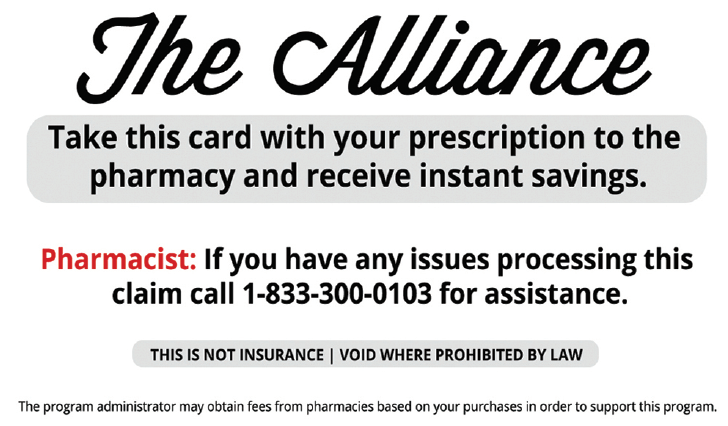 The Alliance
Take this card with your prescription to the
pharmacy and receive instant savings.
Pharmacist: If you have any issues processing this
claim call 1-833-300-0103 for assistance.
THIS IS NOT INSURANCE | VOID WHERE PROHIBITED BY LAW
The program administrator may obtain fees from pharmacies based on your purchases in order to support this program.